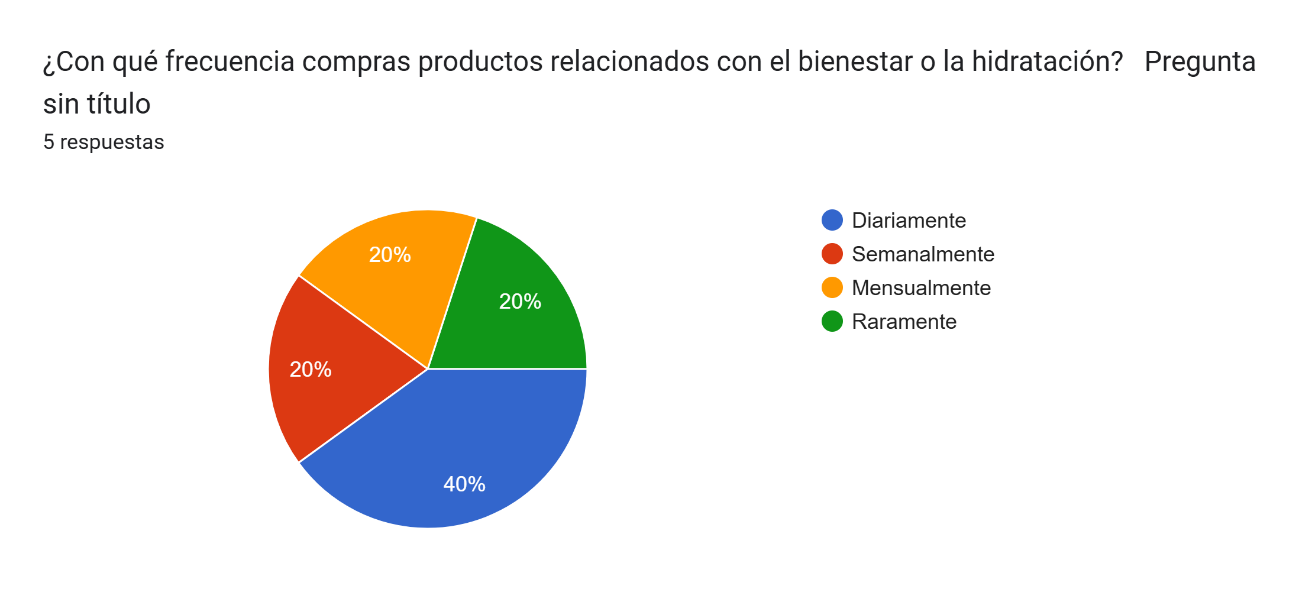 ¿Con qué frecuencia compras productos relacionados con el bienestar o la hidratación?   Pregunta
sin título
5 respuestas
Diariamente
Semanalmente
Mensualmente
Raramente
20%
20%
20%
40%